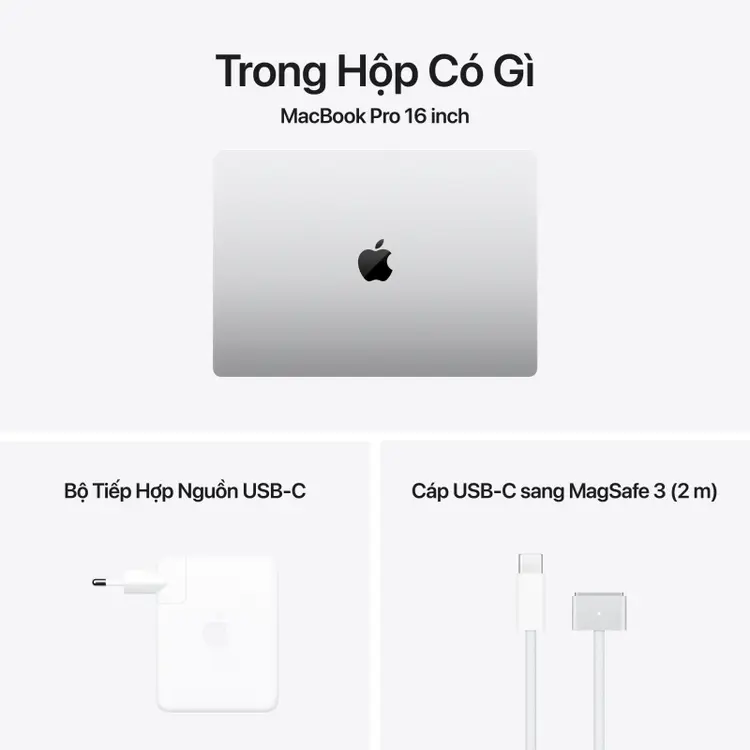 Trong Hộp Có Gì
MacBook Pro 16 inch
Bộ Tiếp Hợp Nguồn USB-C
Cáp USB-C sang MagSafe 3 (2 m)